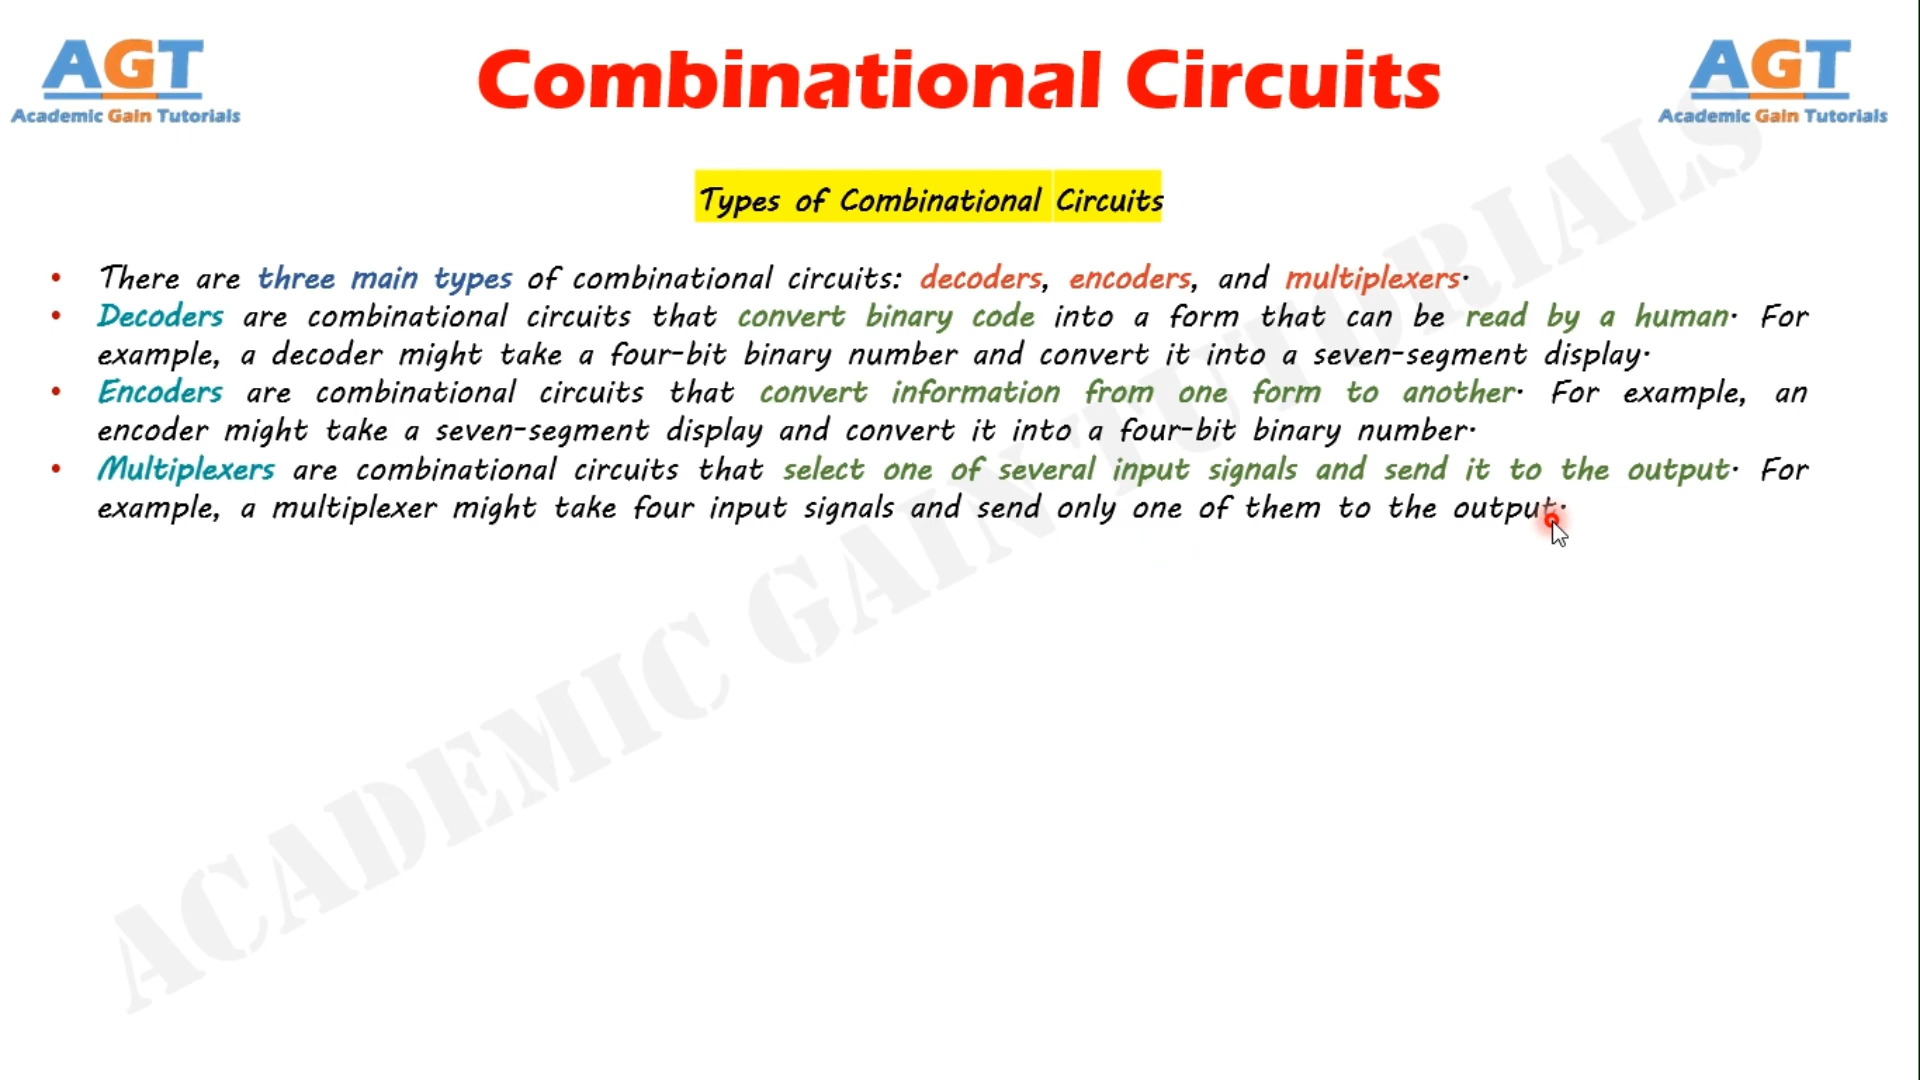 AGT
Academic Gain Tutorials
Combinational Circuits
AGT
Academic Gain Tutorials
Types of Combinational Circuits
• There are three main types of combinational circuits: decoders, encoders, and multiplexers.
• Decoders are combinational circuits that convert binary code into a form that can be read by a human. For
example, a decoder might take a four-bit binary number and convert it into a seven-segment display.
• Encoders are combinational circuits that convert information from one form to another. For example, an
encoder might take a seven-segment display and convert it into a four-bit binary number.
• Multiplexers are combinational circuits that select one of several input signals and send it to the output. For
example, a multiplexer might take four input signals and send only one of them to the output.
ACADEMIC GAIN TUTORIALS